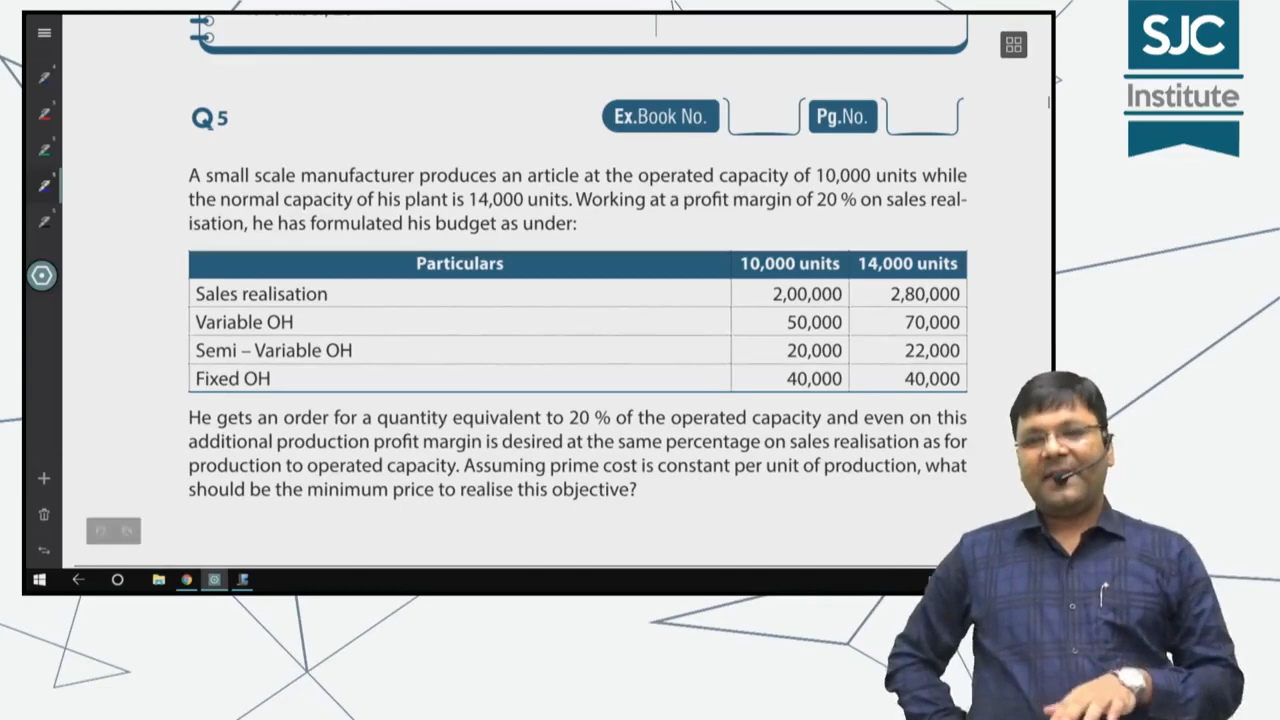 SJC
Institute
Q 5
Ex.Book No.
Pg.No.
A small scale manufacturer produces an article at the operated capacity of 10,000 units while
the normal capacity of his plant is 14,000 units. Working at a profit margin of 20 % on sales real-
isation, he has formulated his budget as under:
Particulars 10,000 units 14,000 units
Sales realisation 2,00,000 2,80,000
Variable OH 50,000 70,000
Semi – Variable OH 20,000 22,000
Fixed OH 40,000 40,000
He gets an order for a quantity equivalent to 20 % of the operated capacity and even on this
additional production profit margin is desired at the same percentage on sales realisation as for
production to operated capacity. Assuming prime cost is constant per unit of production, what
should be the minimum price to realise this objective?